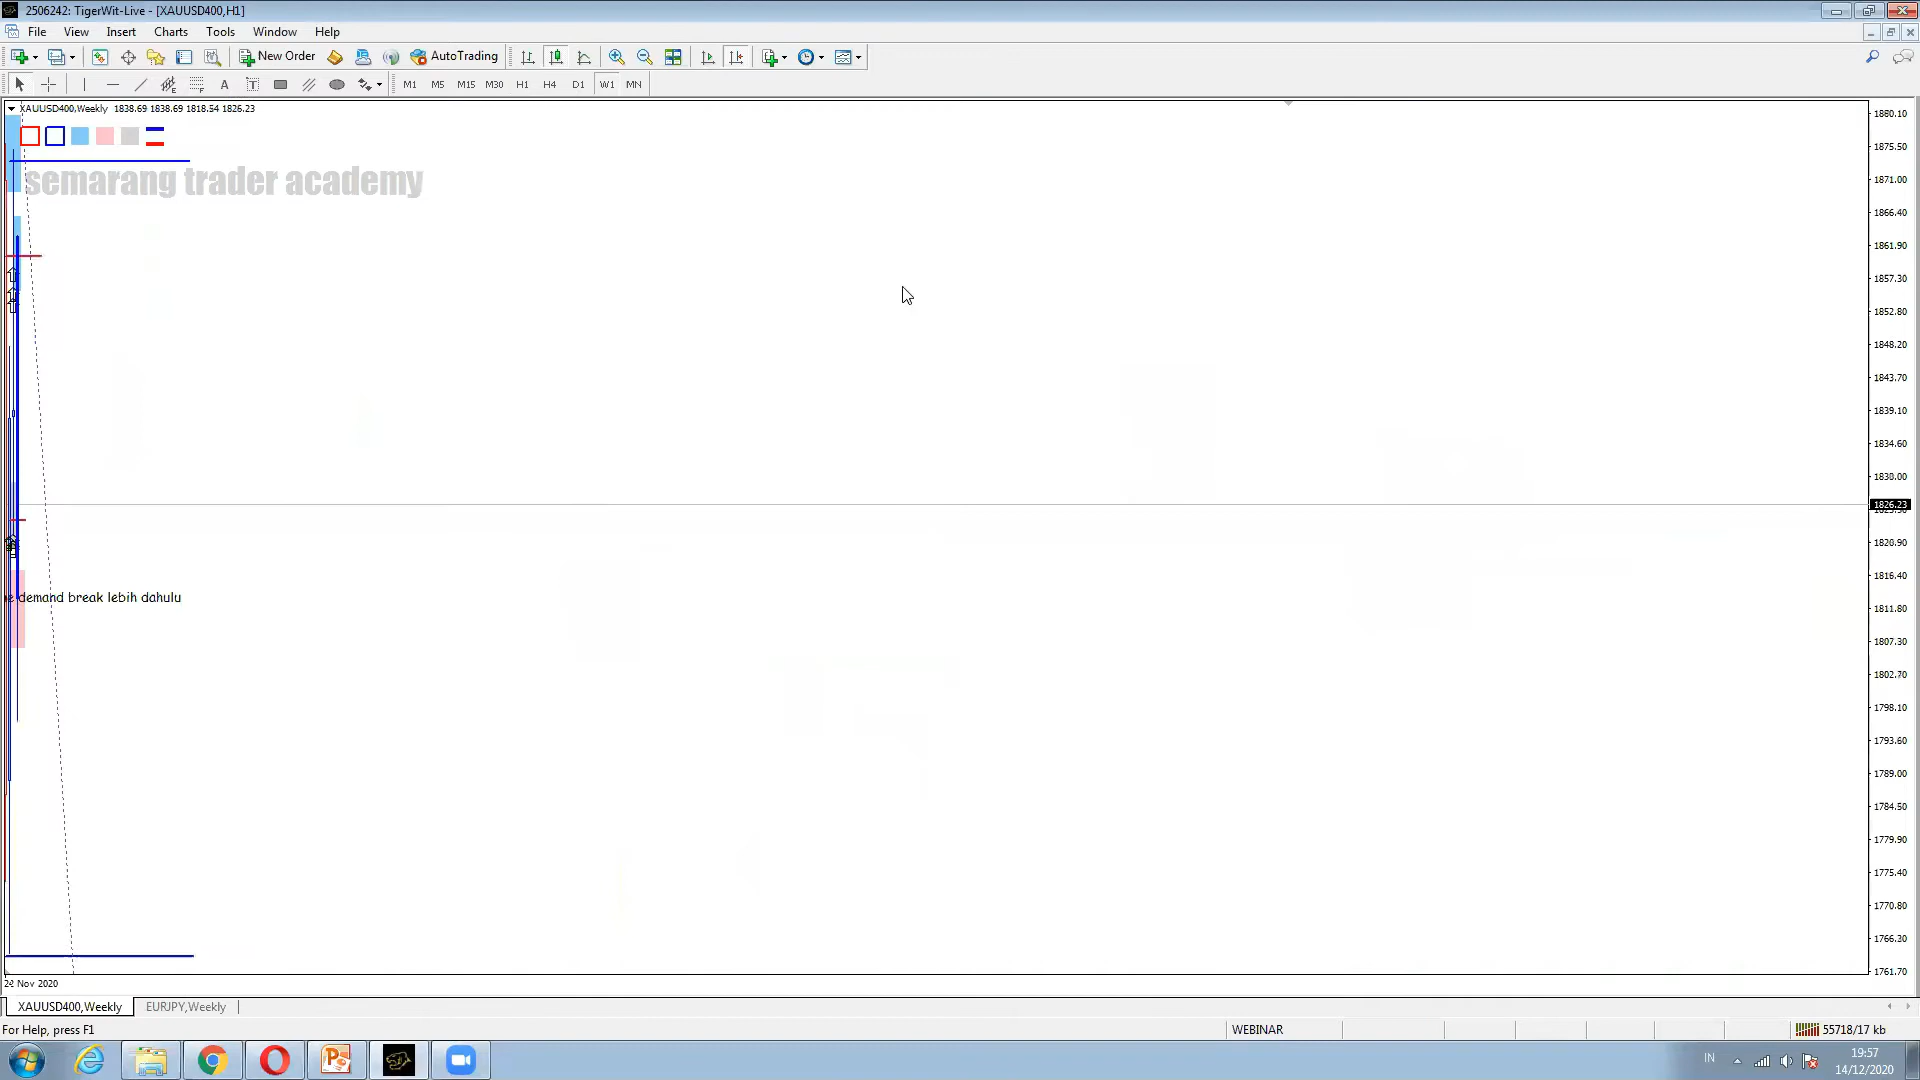 2506242: TigerWit-Live - [XAUUSD400,H1]
File View Insert Charts Tools Window Help
New Order AutoTrading
A T M1 M5 M15 M30 H1 H4 D1 W1 MN
XAUUSD400,Weekly 1838.69 1838.69 1818.54 1826.23
semarang trader academy
demand break lebih dahulu
1880.10
1875.50
1871.00
1866.40
1861.90
1857.30
1852.80
1848.20
1843.70
1839.10
1834.60
1830.00
1826.23
1820.90
1816.40
1811.80
1807.30
1802.70
1798.10
1793.60
1789.00
1784.50
1779.90
1775.40
1770.80
1766.30
1761.70
Nov 2020
XAUUSD400,Weekly EURJPY,Weekly
For Help, press F1 WEBINAR 55718/17 kb
IN 19:57
14/12/2020